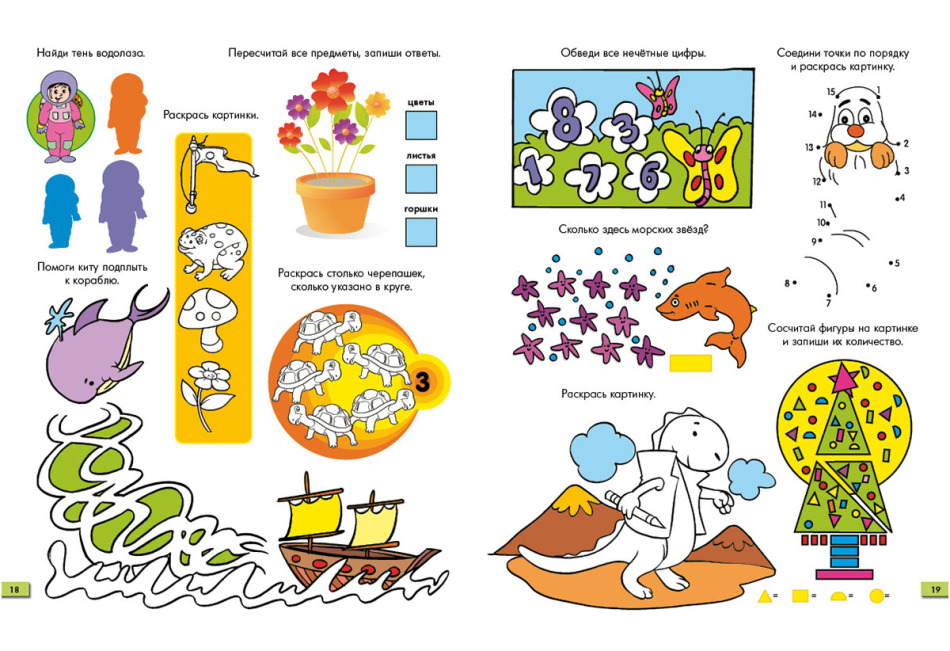 Найди тень водолаза.
Пересчитай все предметы, запиши ответы.
цветы
листья
горшки
Раскрась картинки.
Помоги киту подплыть
к кораблю.
Раскрась столько черепашек,
сколько указано в круге.
3
18
Обведи все нечётные цифры.
8
3
1
7
6
Соедини точки по порядку
и раскрась картинку.
15
1
14
13
2
12
3
11
4
10
9
5
8
6
7
Сколько здесь морских звёзд?
Сосчитай фигуры на картинке
и запиши их количество.
Раскрась картинку.
= = = =
19